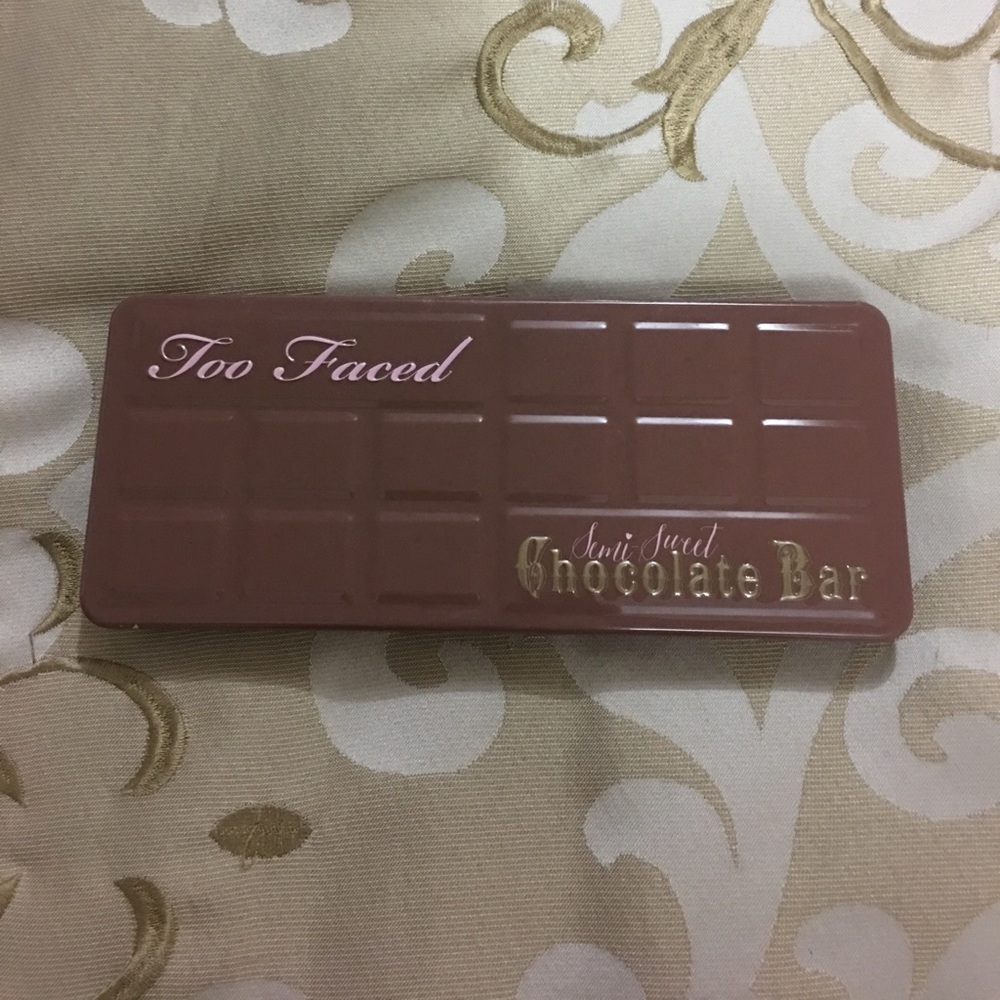 Too Faced
Semi Sweet
Chocolate Bar